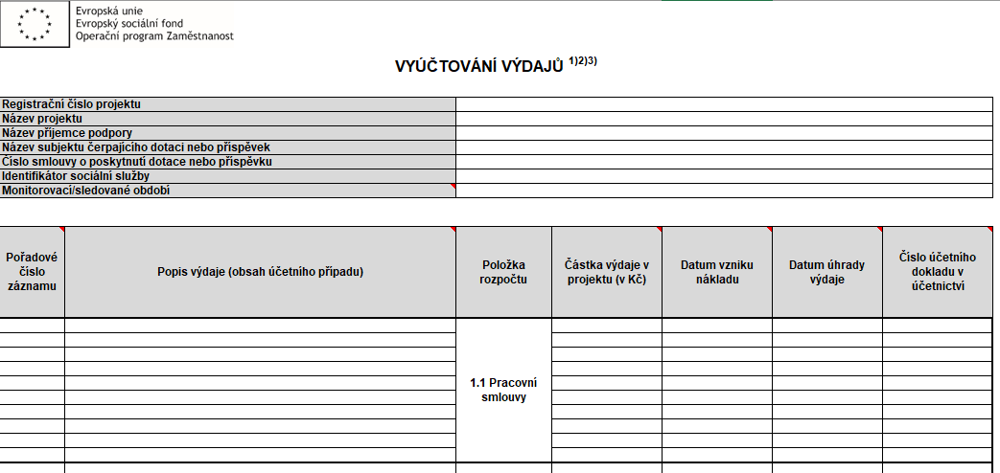 Evropská unie
Evropský sociální fond
Operační program Zaměstnanost
VYÚČTOVÁNÍ VÝDAJŮ 1)2)3)
Registrační číslo projektu
Název projektu
Název příjemce podpory
Název subjektu čerpajícího dotaci nebo příspěvek
Číslo smlouvy o poskytnutí dotace nebo příspěvku
Identifikátor sociální služby
Monitorovací/sledované období
Pořadové
číslo
záznamu
Popis výdaje (obsah účetního případu)
Položka
rozpočtu
Částka výdaje v
projektu (v Kč)
Datum vzniku
nákladu
Datum úhrady
výdaje
Číslo účetního
dokladu v
účetnictví
1.1 Pracovní
smlouvy